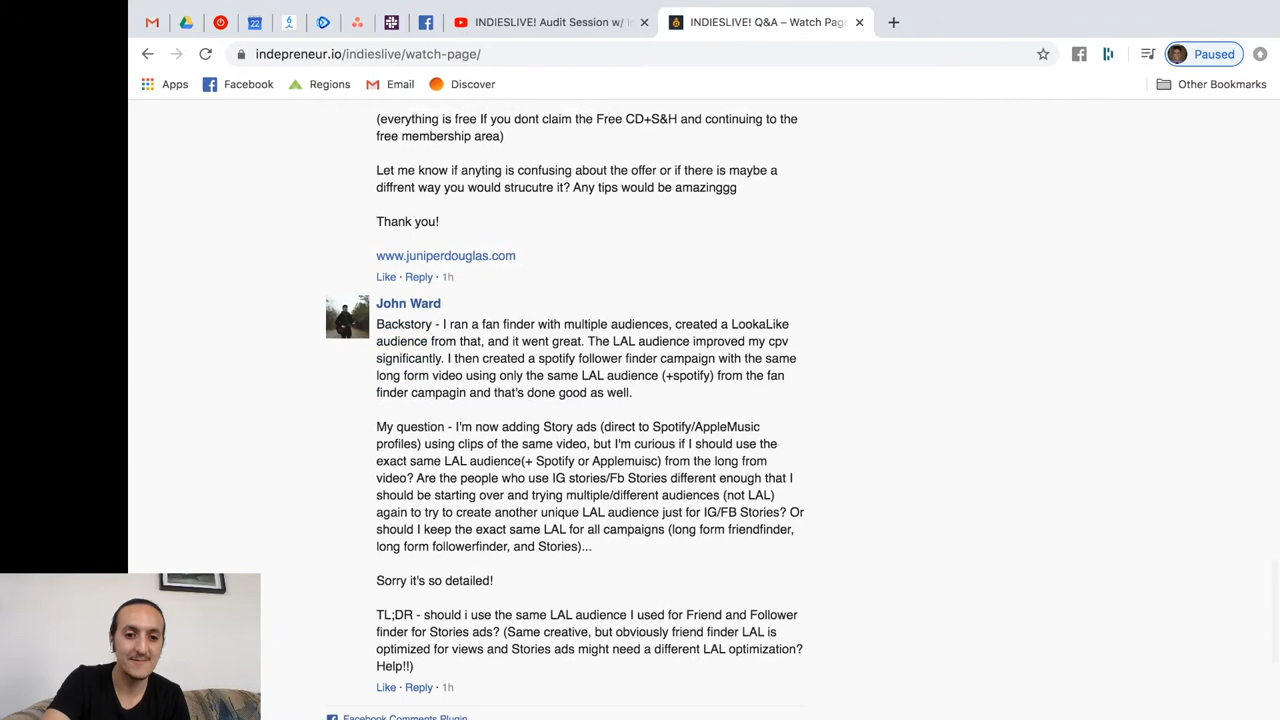 INDIESLIVE! Audit Session w/
INDIESLIVE! Q&A – Watch Page
indepreneur.io/indieslive/watch-page/
Paused
Apps
Facebook
Regions
Email
Discover
Other Bookmarks
(everything is free If you dont claim the Free CD+S&H and continuing to the
free membership area)
Let me know if anyting is confusing about the offer or if there is maybe a
diffrent way you would strucutre it? Any tips would be amazinggg
Thank you!
www.juniperdouglas.com
Like · Reply · 1h
John Ward
Backstory - I ran a fan finder with multiple audiences, created a LookaLike
audience from that, and it went great. The LAL audience improved my cpv
significantly. I then created a spotify follower finder campaign with the same
long form video using only the same LAL audience (+spotify) from the fan
finder campagin and that's done good as well.
My question - I'm now adding Story ads (direct to Spotify/AppleMusic
profiles) using clips of the same video, but I'm curious if I should use the
exact same LAL audience(+ Spotify or Applemuisc) from the long from
video? Are the people who use IG stories/Fb Stories different enough that I
should be starting over and trying multiple/different audiences (not LAL)
again to try to create another unique LAL audience just for IG/FB Stories? Or
should I keep the exact same LAL for all campaigns (long form friendfinder,
long form followerfinder, and Stories)...
Sorry it's so detailed!
TL;DR - should i use the same LAL audience I used for Friend and Follower
finder for Stories ads? (Same creative, but obviously friend finder LAL is
optimized for views and Stories ads might need a different LAL optimization?
Help!!)
Like · Reply · 1h
Facebook Comments Plugin